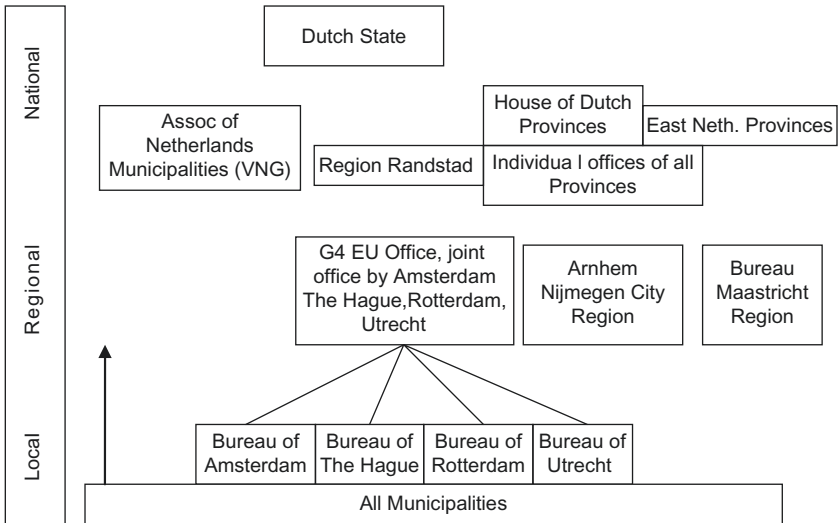 National
Regional
Local
Dutch State
Assoc of
Netherlands
Municipalities (VNG)
Region Randstad
House of Dutch
Provinces
East Neth. Provinces
Individua l offices of all
Provinces
G4 EU Office, joint
office by Amsterdam
The Hague,Rotterdam,
Utrecht
Arnhem
Nijmegen City
Region
Bureau
Maastricht
Region
Bureau of
Amsterdam
Bureau of
The Hague
Bureau of
Rotterdam
Bureau of
Utrecht
All Municipalities